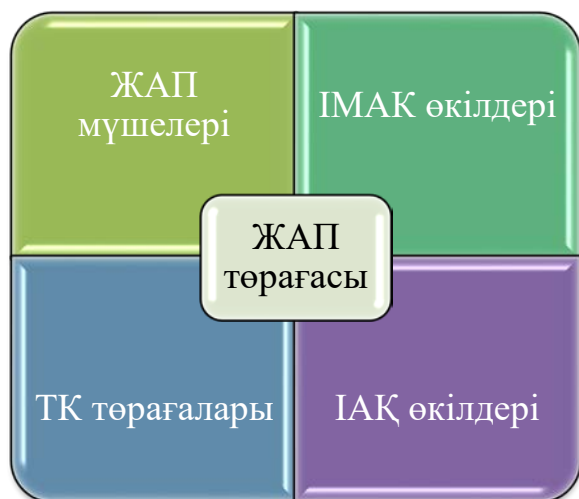 ЖАП
мүшелері
ІМАК өкілдері
ЖАП
төрағасы
ТК төрағалары
ІАҚ өкілдері